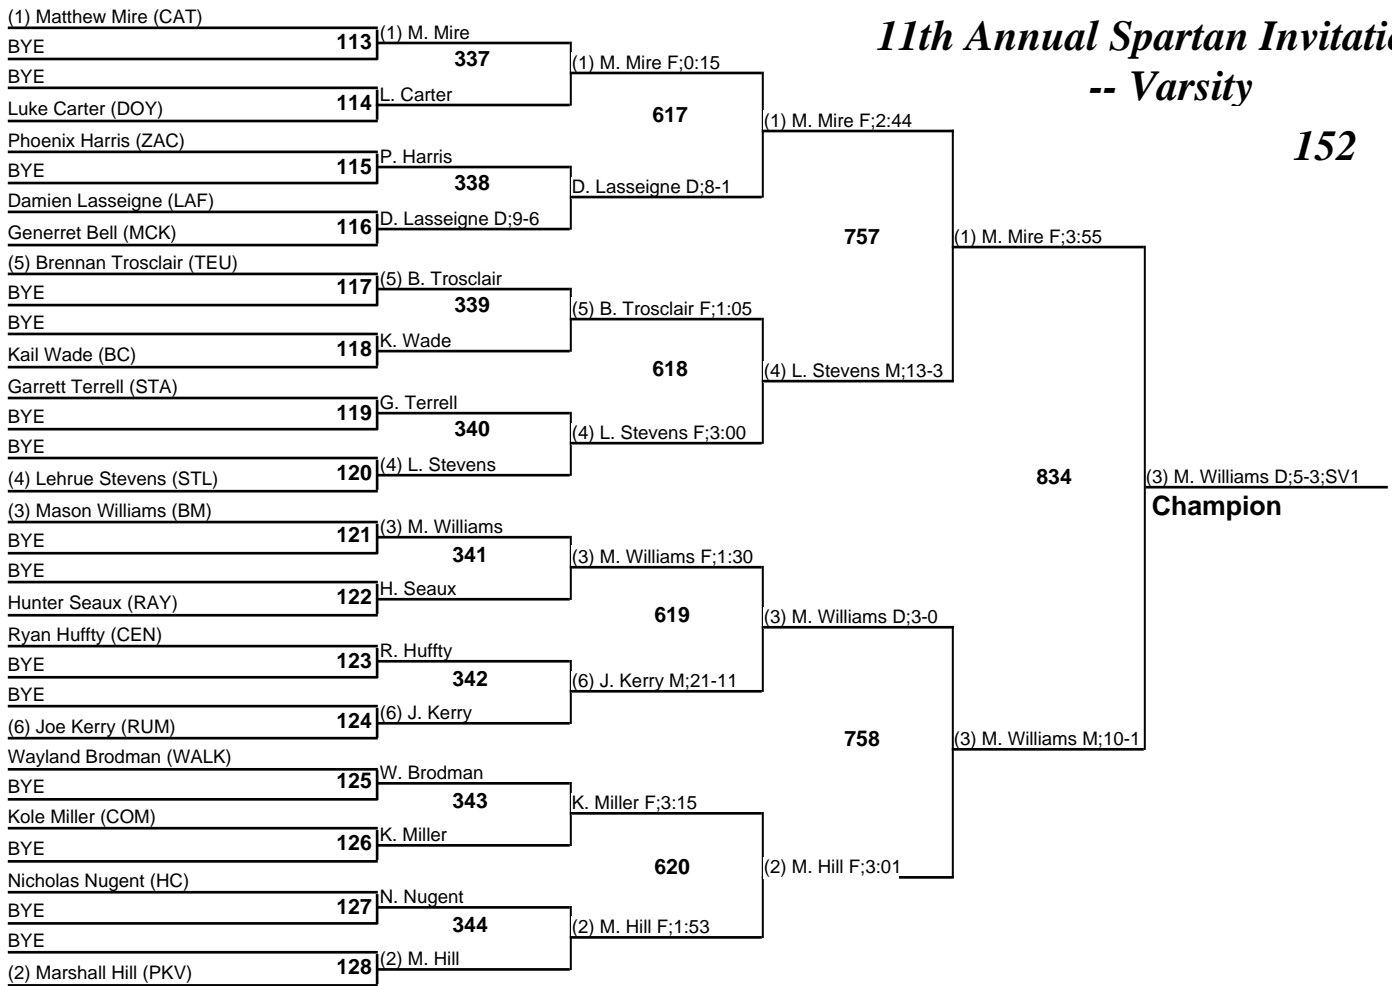 11th Annual Spartan Invitatio
-- Varsity
152
(1) Matthew Mire (CAT)
BYE
113
BYE
Luke Carter (DOY)
114
Phoenix Harris (ZAC)
BYE
115
Damien Lasseigne (LAF)
Generret Bell (MCK)
116
(5) Brennan Trosclair (TEU)
BYE
117
BYE
Kail Wade (BC)
118
Garrett Terrell (STA)
BYE
119
BYE
(4) Lehrue Stevens (STL)
120
(3) Mason Williams (BM)
BYE
121
BYE
Hunter Seaux (RAY)
122
Ryan Huffty (CEN)
BYE
123
BYE
(6) Joe Kerry (RUM)
124
Wayland Brodman (WALK)
BYE
125
Kole Miller (COM)
BYE
126
Nicholas Nugent (HC)
BYE
127
BYE
(2) Marshall Hill (PKV)
128
(1) M. Mire
337
L. Carter
P. Harris
338
D. Lasseigne D;9-6
(5) B. Trosclair
339
K. Wade
G. Terrell
340
(4) L. Stevens
(3) M. Williams
341
H. Seaux
R. Huffty
342
(6) J. Kerry
W. Brodman
343
K. Miller
N. Nugent
344
(2) M. Hill
(1) M. Mire F;0:15
617
D. Lasseigne D;8-1
(5) B. Trosclair F;1:05
618
(4) L. Stevens F;3:00
(3) M. Williams F;1:30
619
(6) J. Kerry M;21-11
K. Miller F;3:15
620
(2) M. Hill F;1:53
(1) M. Mire F;2:44
757
(4) L. Stevens M;13-3
(3) M. Williams D;3-0
758
(2) M. Hill F;3:01
(1) M. Mire F;3:55
834
(3) M. Williams M;10-1
(3) M. Williams D;5-3;SV1
Champion